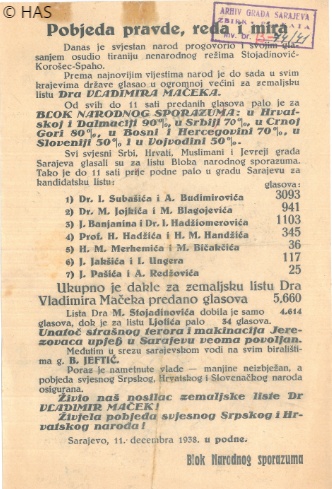 © HAS
ARHIV GRADA SARAJEVA
Pobjeda pravde, reda i mira
Danas je svjestan narod progovorio i svojim glasanjem osudio tiraniju nenarodnog režima Stojadinović-Korošec-Spaho.
Prema najnovijim vijestima narod je do sada u svim krajevima države glaso u ogromnoj većini za zemaljsku listu Dra VLADIMIRA MAČEKA.
Od svih do 11 sati predanih glasova palo je za BLOK NARODNOG SPORAZUMA: u Hrvatskoj i Dalmaciji 90%, u Srbiji 70%, u Crnoj Gori 80%, u Bosni i Hercegovini 70%, u Sloveniji 50% i u Vojvodini 50%.
Svi svjesni Srbi, Hrvati, Muslimani i Jevreji grada Sarajeva glasali su za listu Bloka narodnog sporazuma.
Tako je do 11 sati prije podne palo u gradu Sarajevu za kandidatsku listu:
glasova:
1) Dr. I. Subašića i A. Budimirovića 3093
2) Dr. M. Jojkića i M. Blagojevića 941
3) J. Banjanina i Dr. I. Hadžiomerovića 1103
4) Prof. H. Hadžića i H. M. Handžića 345
5) H. M. Merhemića i M. Bičakčića 36
6) J. Jakšića i I. Ungera 117
7) J. Pašića i A. Redžovića 25
Ukupno je dakle za zemaljsku listu Dra Vladimira Mačeka predano glasova 5,660
Lista Dra M. Stojadinovića dobila je samo 4.614 glasova, dok je za listu Ljotića palo 34 glasova.
Unatoč strašnog terora i makinacija Jerezovaca uspjeh u Sarajevu veoma povoljan.
Međutim u srezu sarajevskom vodi na svim biralištima g. B. JEFTIĆ.
Poraz je nametnute vlade — manjine neizbježan, a pobjeda svjesnog Srpskog, Hrvatskog i Slovenačkog naroda osigurana.
Živio naš nosilac zemaljske liste Dr VLADIMIR MAČEK!
Živjela pobjeda svjesnog Srpskog i Hrvatskog naroda!
Sarajevo, 11. decembra 1938. u podne.
Blok Narodnog sporazuma